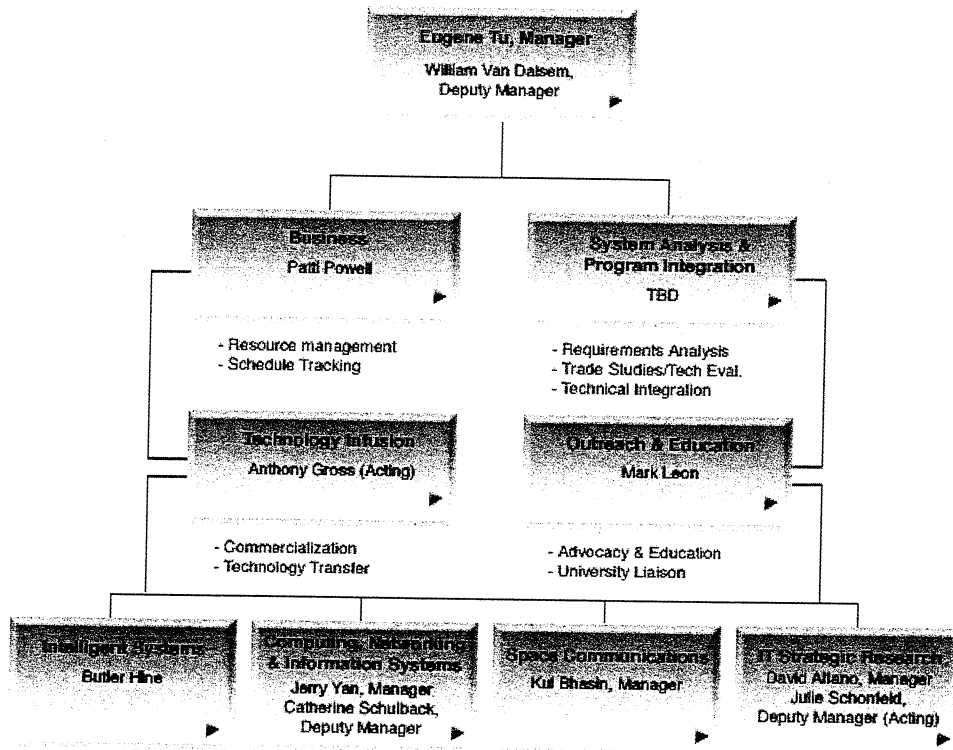 Eugene Tu, Manager
William Van Dalsem,
Deputy Manager
Business
Patti Powell
System Analysis &
Program Integration
TBD
- Resource management
- Schedule Tracking
- Requirements Analysis
- Trade Studies/Tech Eval.
- Technical Integration
Technology Infusion
Anthony Gross (Acting)
Outreach & Education
Mark Leon
- Commercialization
- Technology Transfer
- Advocacy & Education
- University Liaison
Intelligent Systems
Butler Hine
Computing, Networking
& Information Systems
Jerry Yan, Manager
Catherine Schulback,
Deputy Manager
Space Communications
Kul Bhasin, Manager
IT Strategic Research
David Alfano, Manager
Julie Schonfeld,
Deputy Manager (Acting)